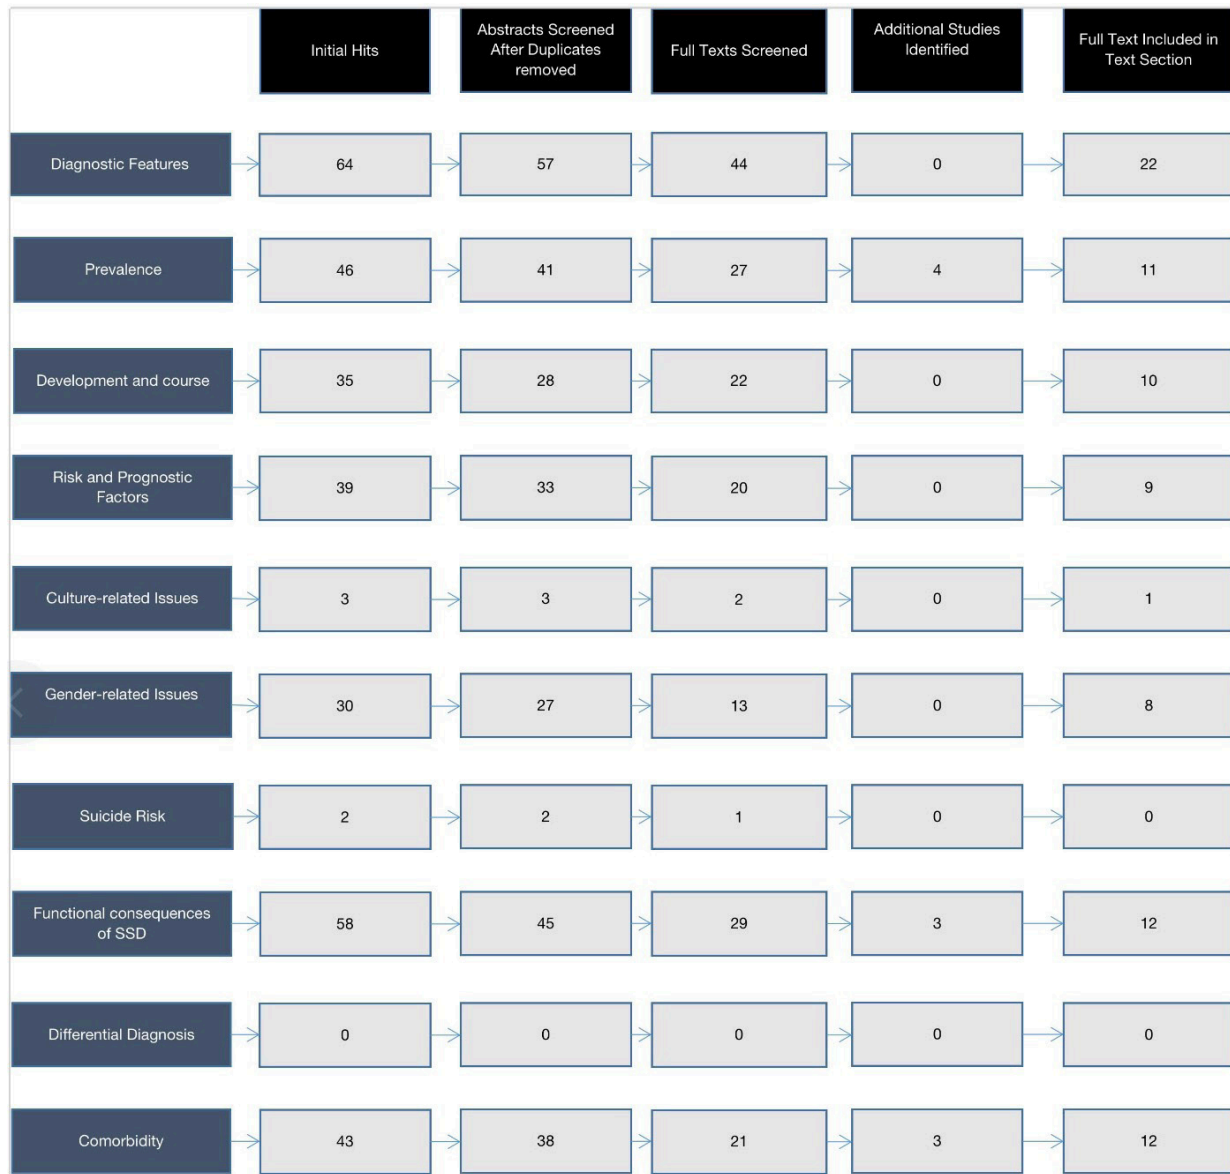 Initial Hits
Abstracts Screened
After Duplicates
removed
Full Texts Screened
Additional Studies
Identified
Full Text Included in
Text Section
Diagnostic Features
64
57
44
0
22
Prevalence
46
41
27
4
11
Development and course
35
28
22
0
10
Risk and Prognostic
Factors
39
33
20
0
9
Culture-related Issues
3
3
2
0
1
Gender-related Issues
30
27
13
0
8
Suicide Risk
2
2
1
0
0
Functional consequences
of SSD
58
45
29
3
12
Differential Diagnosis
0
0
0
0
0
Comorbidity
43
38
21
3
12